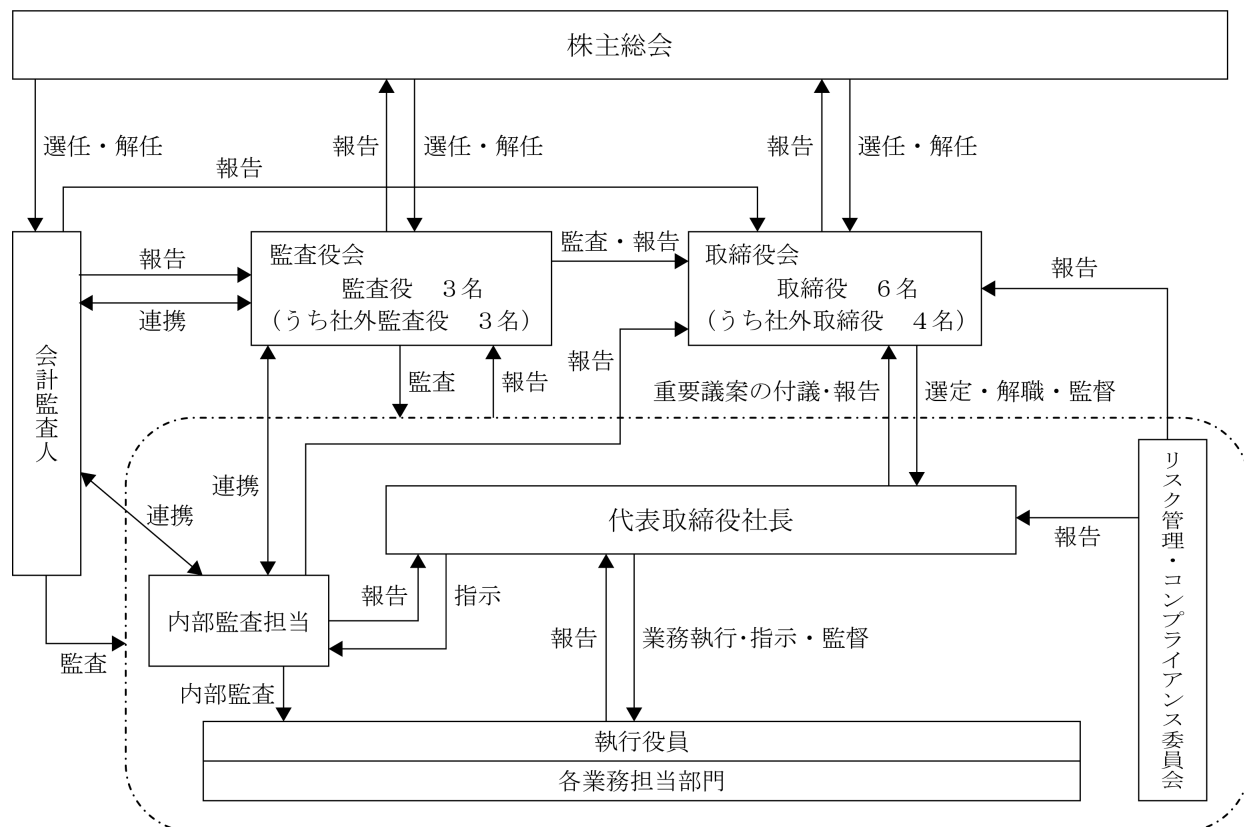 株主総会
選任・解任
報告
選任・解任
報告
選任・解任
報告
会計監査人
報告
連携
監査役会
監査役　３名
（うち社外監査役　３名）
監査・報告
取締役会
取締役　６名
（うち社外取締役　４名）
報告
監査
報告
報告
重要議案の付議・報告
選定・解職・監督
連携
連携
代表取締役社長
報告
リスク管理・コンプライアンス委員会
内部監査担当
報告
指示
報告
業務執行・指示・監督
監査
内部監査
執行役員
各業務担当部門